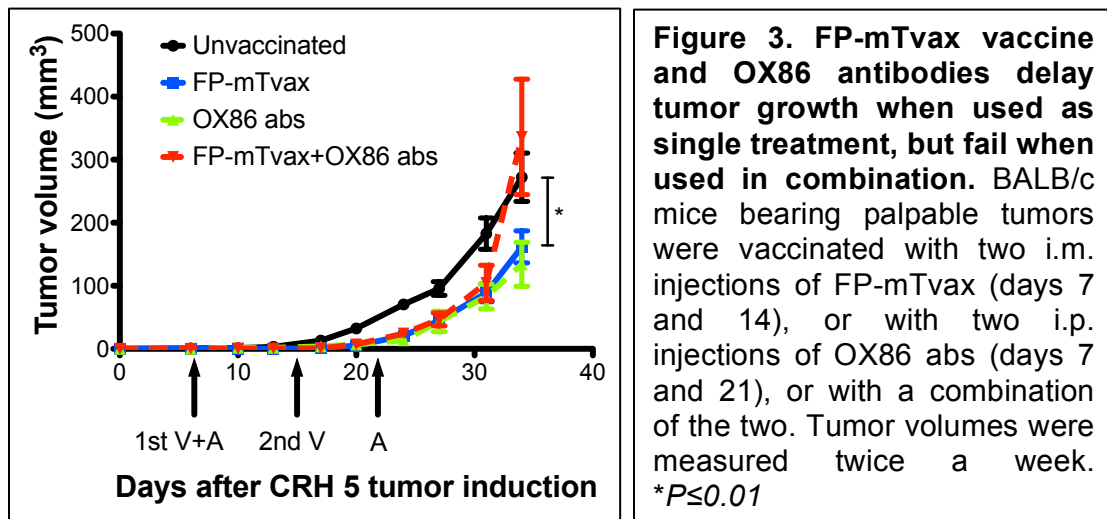 500
400
300
200
100
0
Tumor volume (mm³)
Unvaccinated
FP-mTvax
OX86 abs
FP-mTvax+OX86 abs
*
0 10 20 30 40
1st V+A 2nd V A
Days after CRH 5 tumor induction
Figure 3. FP-mTvax vaccine
and OX86 antibodies delay
tumor growth when used as
single treatment, but fail when
used in combination. BALB/c
mice bearing palpable tumors
were vaccinated with two i.m.
injections of FP-mTvax (days 7
and 14), or with two i.p.
injections of OX86 abs (days 7
and 21), or with a combination
of the two. Tumor volumes were
measured twice a week.
*P≤0.01